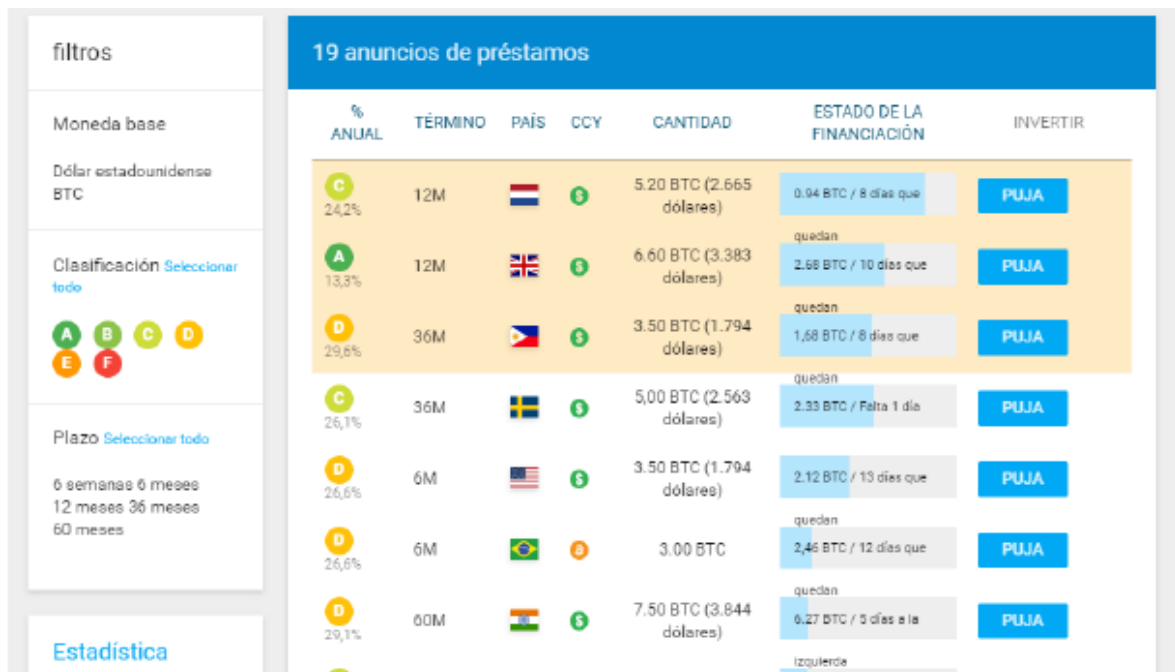 filtros
Moneda base
Dólar estadounidense
BTC
Clasificación Seleccionar
todo
A B C D
E F
Plazo Seleccionar todo
6 semanas 6 meses
12 meses 36 meses
60 meses
Estadística
19 anuncios de préstamos
% ANUAL TÉRMINO PAÍS CCY CANTIDAD ESTADO DE LA FINANCIACIÓN INVERTIR
C 12M $ 5.20 BTC (2.665 0.94 BTC / 8 días que PUJA
24,2% dólares)
quedan
A 12M $ 6.60 BTC (3.383 2.68 BTC / 10 días que PUJA
13,3% dólares)
quedan
D 36M $ 3.50 BTC (1.794 1,68 BTC / 8 días que PUJA
29,6% dólares)
quedan
C 36M $ 5,00 BTC (2.563 2.33 BTC / Falta 1 día PUJA
26,1% dólares)
D 6M $ 3.50 BTC (1.794 2.12 BTC / 13 días que PUJA
26,6% dólares)
quedan
D 6M 3.00 BTC 2,46 BTC / 12 días que PUJA
26,6%
quedan
D 60M $ 7.50 BTC (3.844 6.27 BTC / 5 días a la PUJA
29,1% dólares)
izquierda